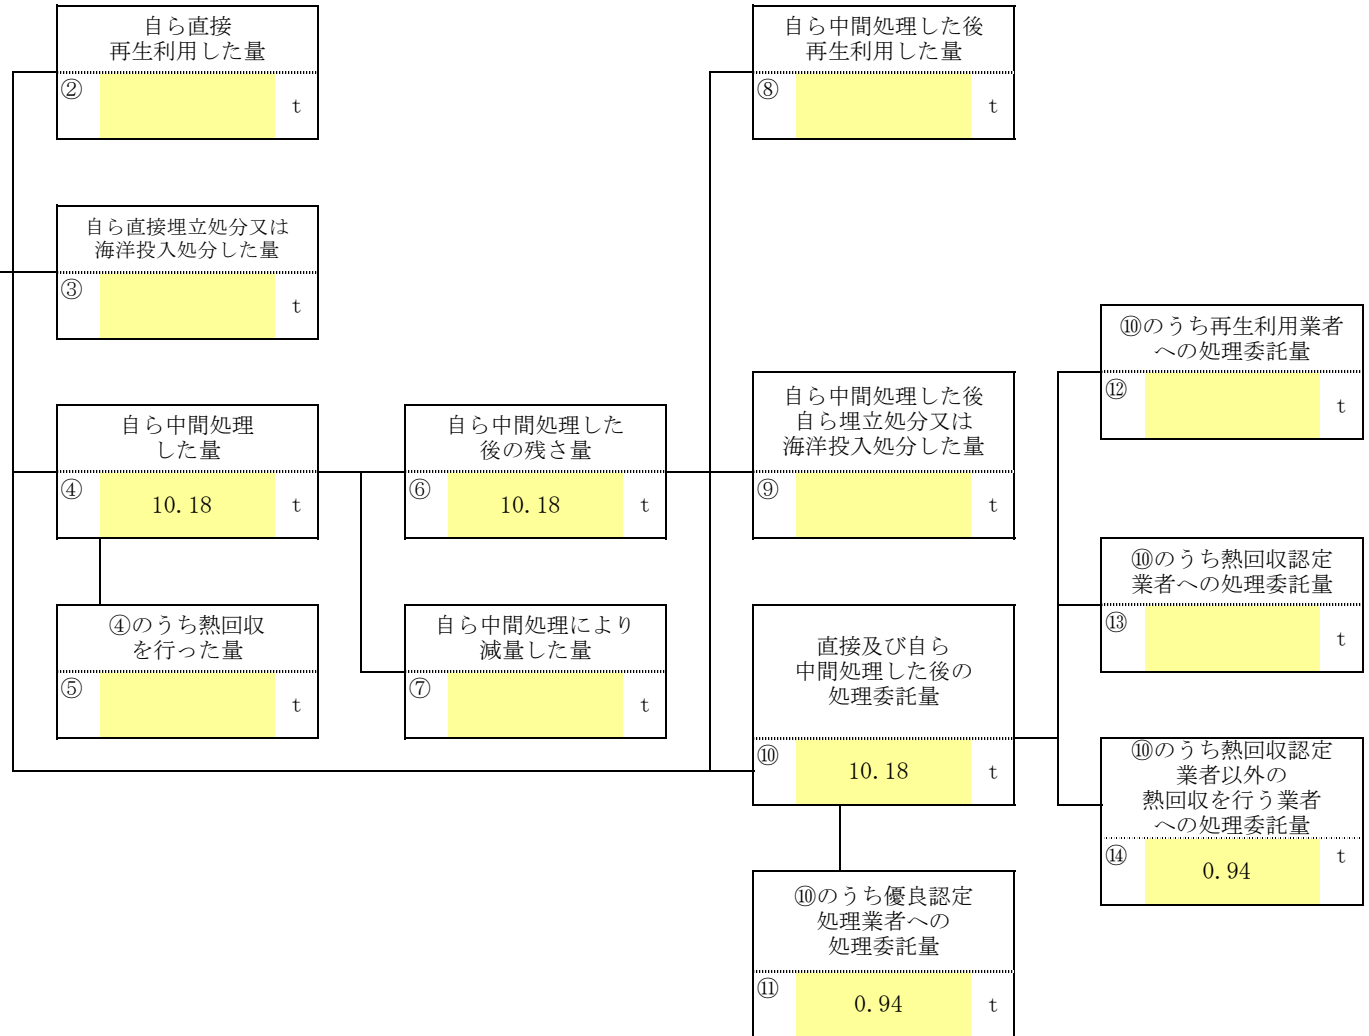 自ら直接
再生利用した量
②
t
自ら中間処理した後
再生利用した量
⑧
t
自ら直接埋立処分又は
海洋投入処分した量
③
t
⑩のうち再生利用業者
への処理委託量
⑫
t
自ら中間処理
した量
④
10.18
t
自ら中間処理した
後の残さ量
⑥
10.18
t
自ら中間処理した後
自ら埋立処分又は
海洋投入処分した量
⑨
t
⑩のうち熱回収認定
業者への処理委託量
⑬
t
④のうち熱回収
を行った量
⑤
t
自ら中間処理により
減量した量
⑦
t
直接及び自ら
中間処理した後の
処理委託量
⑩
10.18
t
⑩のうち熱回収認定
業者以外の
熱回収を行う業者
への処理委託量
⑭
0.94
t
⑩のうち優良認定
処理業者への
処理委託量
⑪
0.94
t